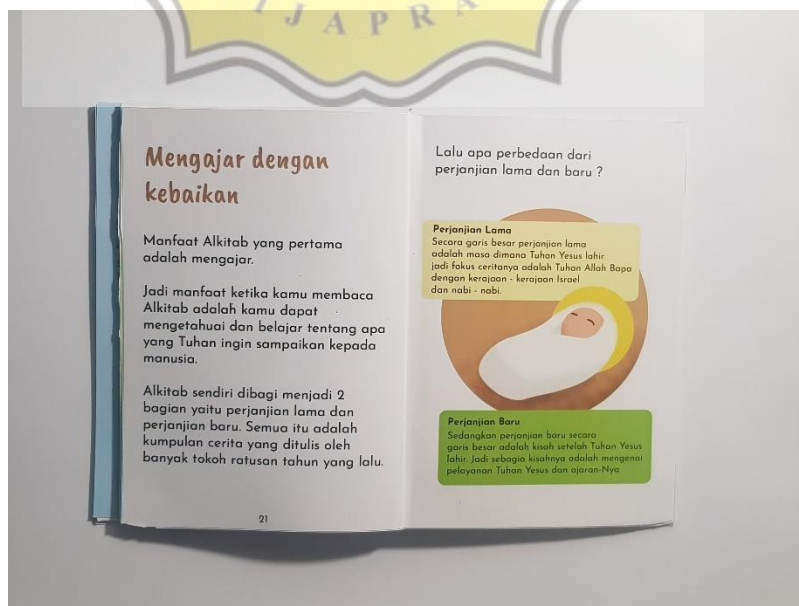 IJAPRA
Mengajar dengan
kebaikan
Manfaat Alkitab yang pertama
adalah mengajar.
Jadi manfaat ketika kamu membaca
Alkitab adalah kamu dapat
mengetahuai dan belajar tentang apa
yang Tuhan ingin sampaikan kepada
manusia.
Alkitab sendiri dibagi menjadi 2
bagian yaitu perjanjian lama dan
perjanjian baru. Semua itu adalah
kumpulan cerita yang ditulis oleh
banyak tokoh ratusan tahun yang lalu.
21
Lalu apa perbedaan dari
perjanjian lama dan baru ?
Perjanjian Lama
Secara garis besar perjanjian lama
adalah masa dimana Tuhan Yesus lahir
jadi fokus ceritanya adalah Tuhan Allah Bapa
dengan kerajaan - kerajaan Israel
dan nabi - nabi.
Perjanjian Baru
Sedangkan perjanjian baru secara
garis besar adalah kisah setelah Tuhan Yesus
lahir. Jadi sebagia kisahnya adalah mengenai
pelayanan Tuhan Yesus dan ajaran-Nya